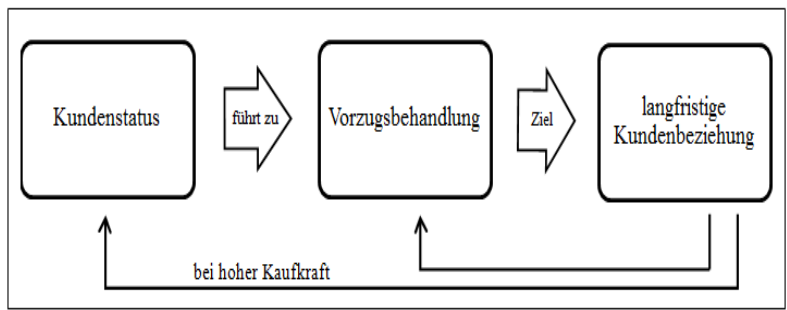 Kundenstatus
führt zu
Vorzugsbehandlung
Ziel
langfristige
Kundenbeziehung
bei hoher Kaufkraft